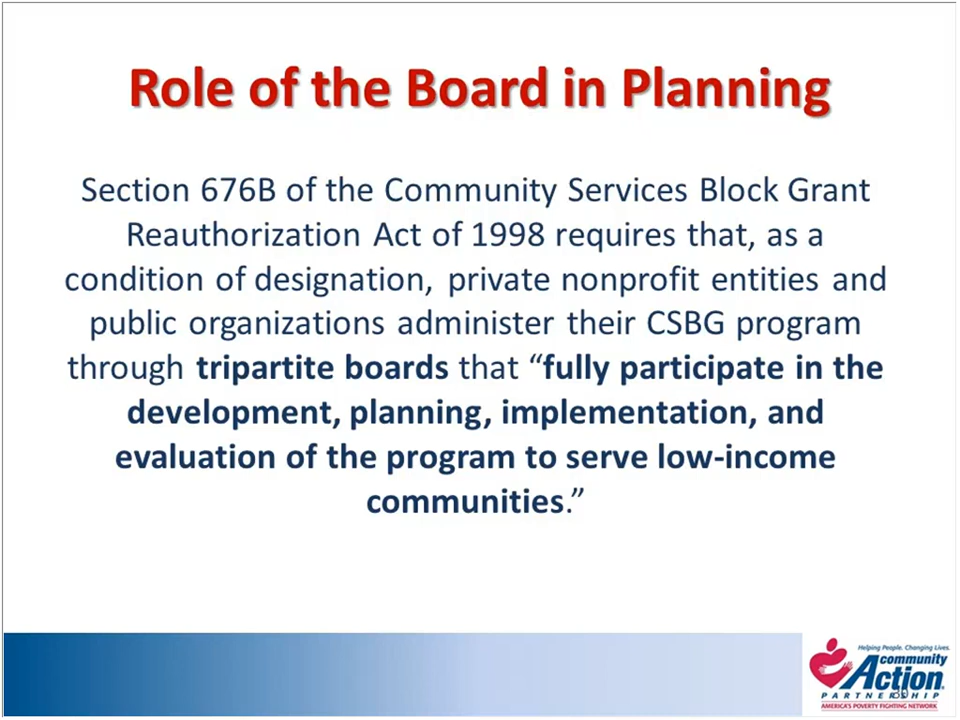 Role of the Board in Planning
Section 676B of the Community Services Block Grant
Reauthorization Act of 1998 requires that, as a
condition of designation, private nonprofit entities and
public organizations administer their CSBG program
through tripartite boards that “fully participate in the
development, planning, implementation, and
evaluation of the program to serve low-income
communities.”
Helping People. Changing Lives.
community
Action
PARTNERSHIP
30
AMERICA'S POVERTY FIGHTING NETWORK